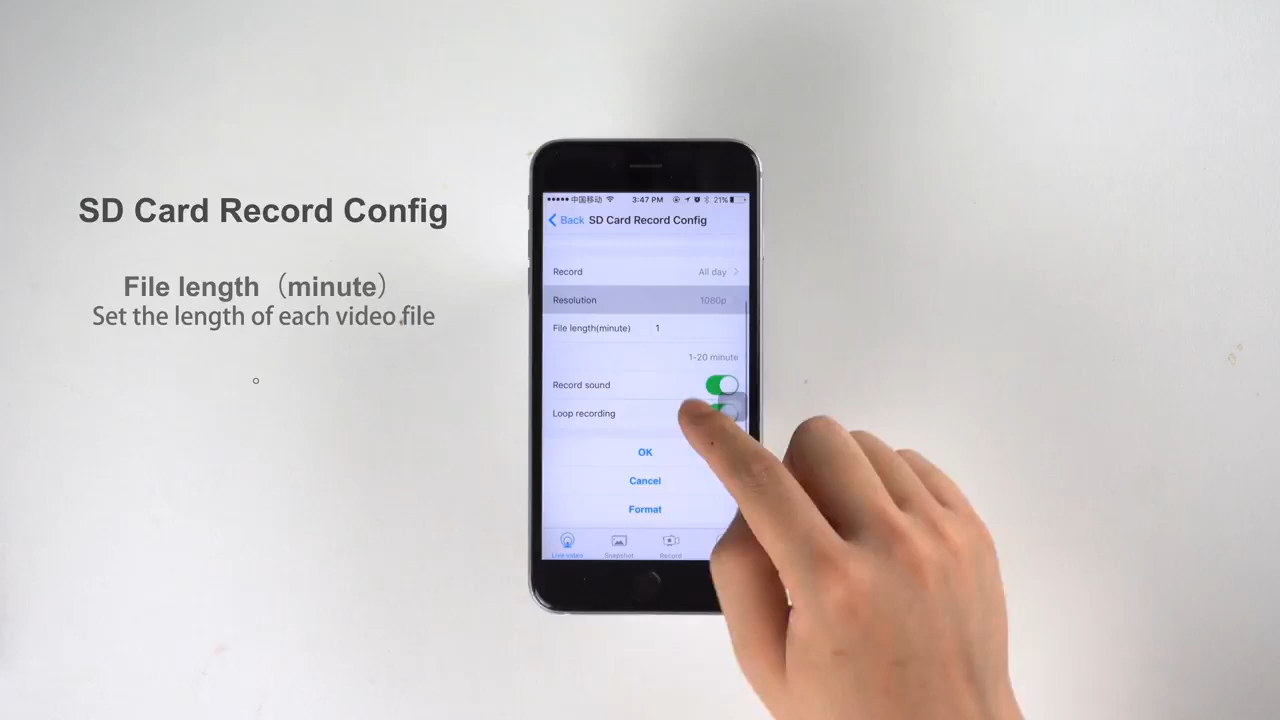 SD Card Record Config
File length（minute）
Set the length of each video file
。
中国移动 3:47 PM 21%
Back SD Card Record Config
Record All day
Resolution 1080p
File length(minute) 1
1-20 minute
Record sound
Loop recording
OK
Cancel
Format
Live video Snapshot Record